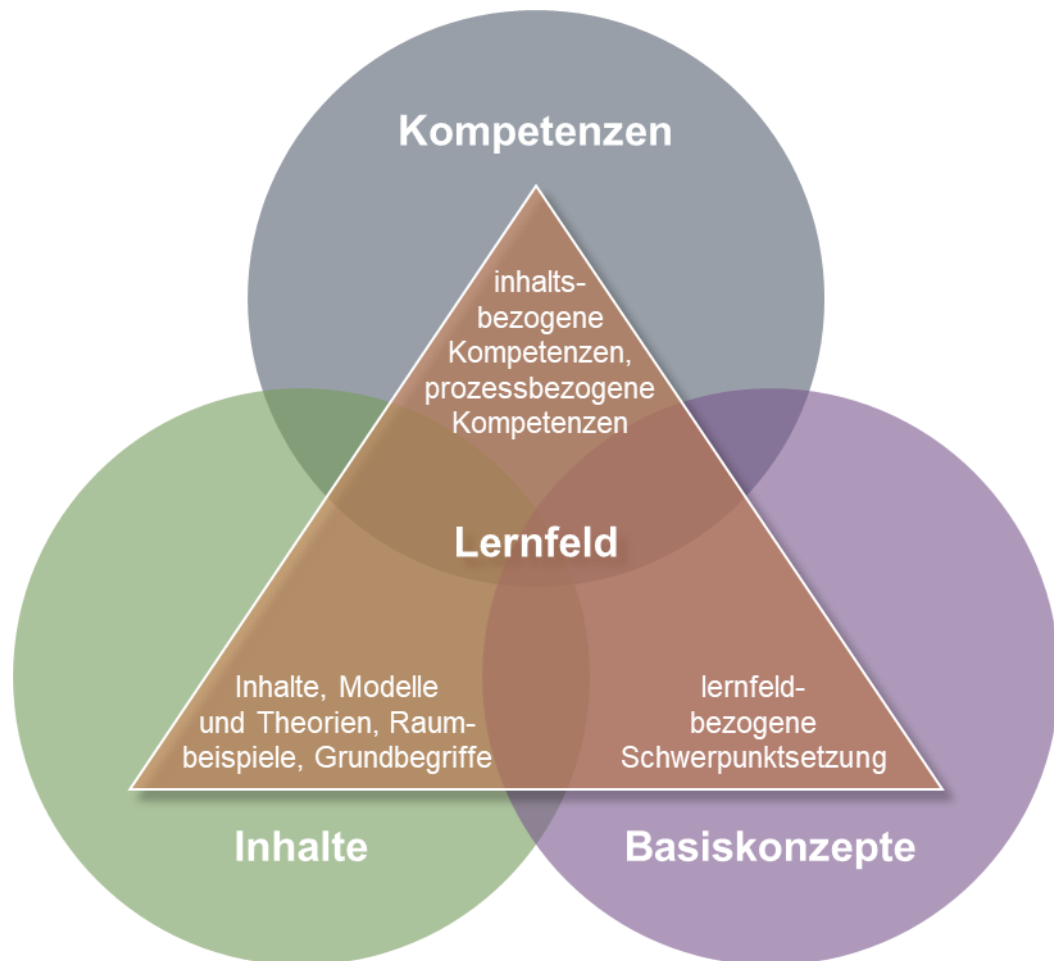 Kompetenzen
inhalts-
bezogene
Kompetenzen,
prozessbezogene
Kompetenzen
Lernfeld
Inhalte, Modelle
und Theorien, Raum-
beispiele, Grundbegriffe
lernfeld-
bezogene
Schwerpunktsetzung
Inhalte
Basiskonzepte